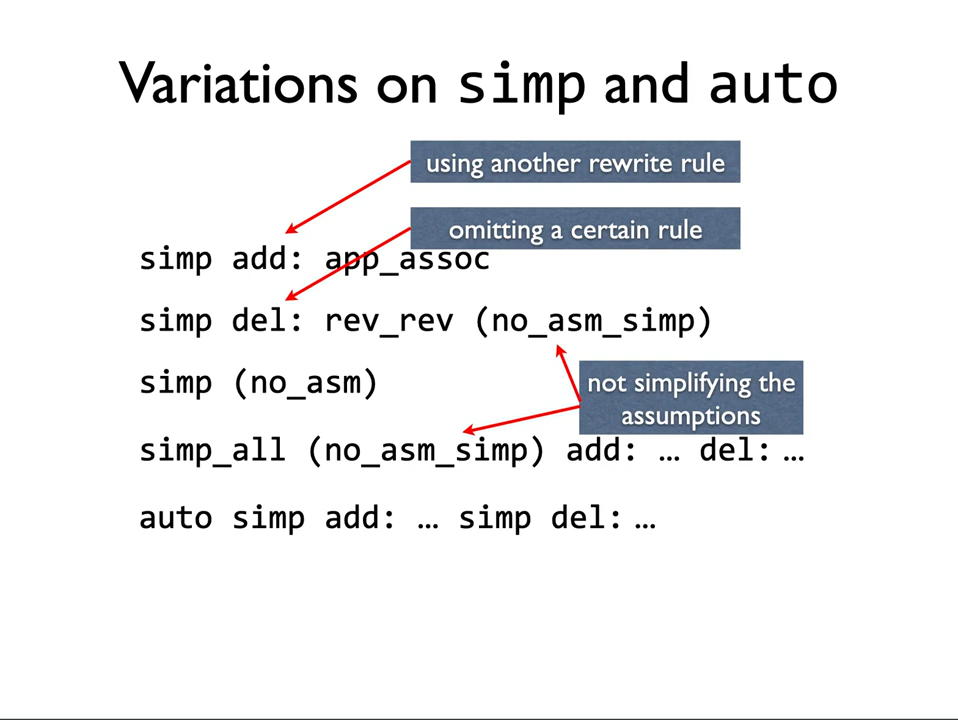 Variations on simp and auto
using another rewrite rule
omitting a certain rule
simp add: app_assoc
simp del: rev_rev (no_asm_simp)
simp (no_asm)
not simplifying the
assumptions
simp_all (no_asm_simp) add: … del: …
auto simp add: … simp del: …